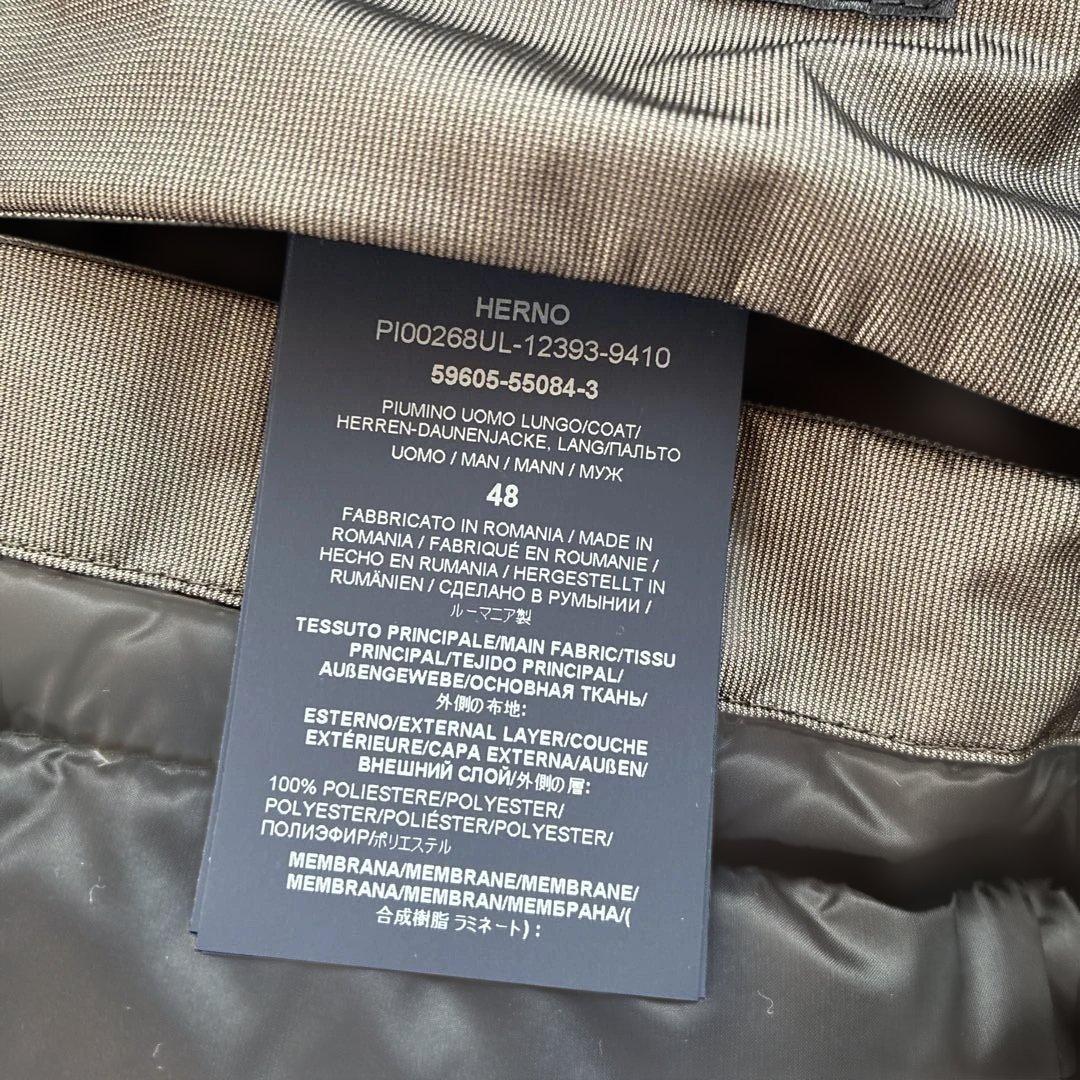 HERNO
PI00268UL-12393-9410
59605-55084-3
PIUMINO UOMO LUNGO/COAT/
HERREN-DAUNENJACKE, LANG/ПАЛЬТО
UOMO / MAN / MANN / МУЖ
48
FABBRICATO IN ROMANIA / MADE IN
ROMANIA / FABRIQUÉ EN ROUMANIE /
HECHO EN RUMANIA / HERGESTELLT IN
RUMÄNIEN / СДЕЛАНО В РУМЫНИИ /
ルーマニア製
TESSUTO PRINCIPALE/MAIN FABRIC/TISSU
PRINCIPAL/TEJIDO PRINCIPAL/
AUßENGEWEBE/ОСНОВНАЯ ТКАНЬ/
外側の布地:
ESTERNO/EXTERNAL LAYER/COUCHE
EXTÉRIEURE/CAPA EXTERNA/AUßEN/
ВНЕШНИЙ СЛОЙ/外側の層:
100% POLIESTERE/POLYESTER/
POLYESTER/POLIÉSTER/POLYESTER/
ПОЛИЭФИР/ポリエステル
MEMBRANA/MEMBRANE/MEMBRANE/
MEMBRANA/MEMBRAN/МЕМБРАНА/(
合成樹脂 ラミネート) :